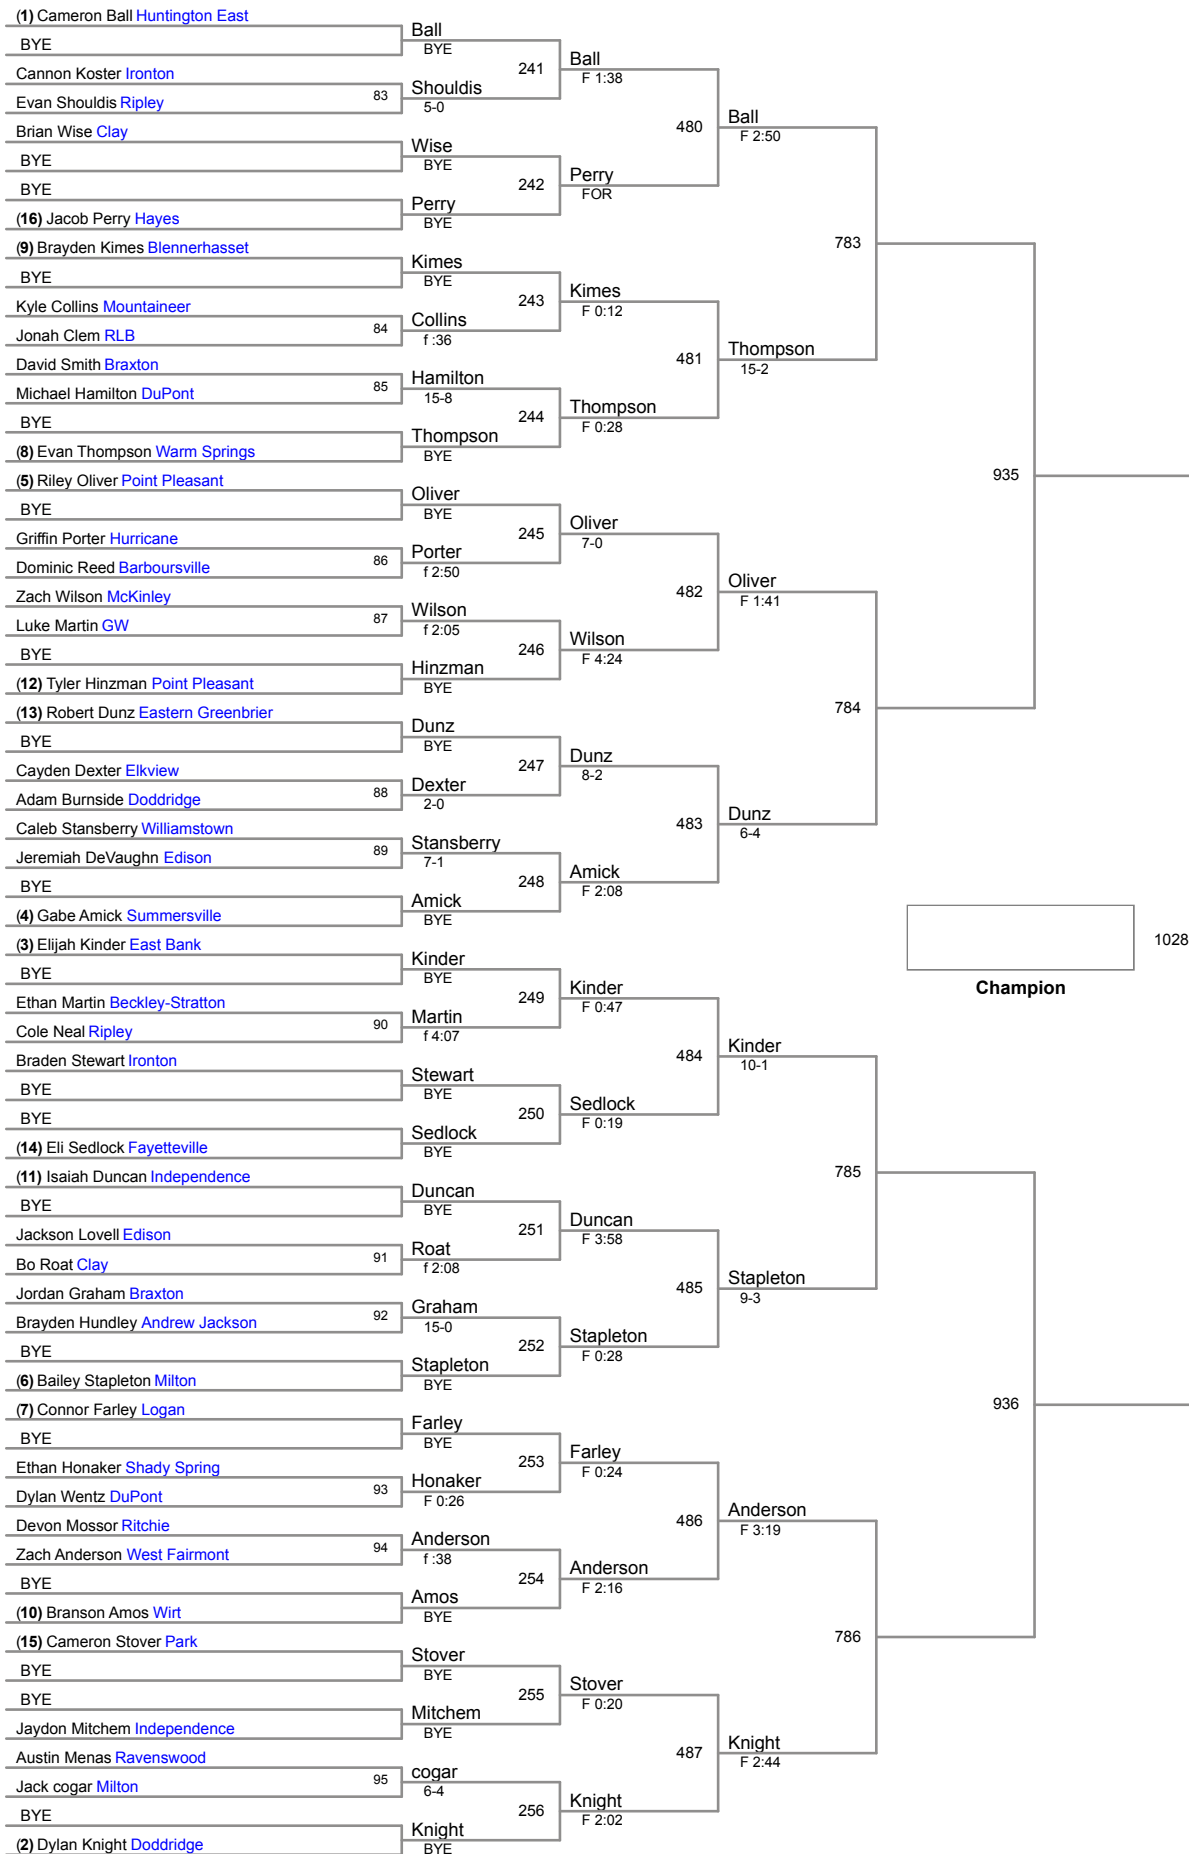 (1) Cameron Ball Huntington East
BYE
Cannon Koster Ironton
Evan Shouldis Ripley
Brian Wise Clay
BYE
BYE
(16) Jacob Perry Hayes
(9) Brayden Kimes Blennerhasset
BYE
Kyle Collins Mountaineer
Jonah Clem RLB
David Smith Braxton
Michael Hamilton DuPont
BYE
(8) Evan Thompson Warm Springs
(5) Riley Oliver Point Pleasant
BYE
Griffin Porter Hurricane
Dominic Reed Barboursville
Zach Wilson McKinley
Luke Martin GW
BYE
(12) Tyler Hinzman Point Pleasant
(13) Robert Dunz Eastern Greenbrier
BYE
Cayden Dexter Elkview
Adam Burnside Doddridge
Caleb Stansberry Williamstown
Jeremiah DeVaughn Edison
BYE
(4) Gabe Amick Summersville
(3) Elijah Kinder East Bank
BYE
Ethan Martin Beckley-Stratton
Cole Neal Ripley
Braden Stewart Ironton
BYE
BYE
(14) Eli Sedlock Fayetteville
(11) Isaiah Duncan Independence
BYE
Jackson Lovell Edison
Bo Roat Clay
Jordan Graham Braxton
Brayden Hundley Andrew Jackson
BYE
(6) Bailey Stapleton Milton
(7) Connor Farley Logan
BYE
Ethan Honaker Shady Spring
Dylan Wentz DuPont
Devon Mossor Ritchie
Zach Anderson West Fairmont
BYE
(10) Branson Amos Wirt
(15) Cameron Stover Park
BYE
BYE
Jaydon Mitchem Independence
Austin Menas Ravenswood
Jack cogar Milton
BYE
(2) Dylan Knight Doddridge
83
84
85
86
87
88
89
90
91
92
93
94
95
Ball
BYE
Shouldis
5-0
Wise
BYE
Perry
BYE
Kimes
BYE
Collins
f :36
Hamilton
15-8
Thompson
BYE
Oliver
BYE
Porter
f 2:50
Wilson
f 2:05
Hinzman
BYE
Dunz
BYE
Dexter
2-0
Stansberry
7-1
Amick
BYE
Kinder
BYE
Martin
f 4:07
Stewart
BYE
Sedlock
BYE
Duncan
BYE
Roat
f 2:08
Graham
15-0
Stapleton
BYE
Farley
BYE
Honaker
F 0:26
Anderson
f :38
Amos
BYE
Stover
BYE
Mitchem
BYE
cogar
6-4
Knight
BYE
241
242
243
244
245
246
247
248
249
250
251
252
253
254
255
256
Ball
F 1:38
Perry
FOR
Kimes
F 0:12
Thompson
F 0:28
Oliver
7-0
Wilson
F 4:24
Dunz
8-2
Amick
F 2:08
Kinder
F 0:47
Sedlock
F 0:19
Duncan
F 3:58
Stapleton
F 0:28
Farley
F 0:24
Anderson
F 2:16
Stover
F 0:20
Knight
F 2:02
480
481
482
483
484
485
486
487
Ball
F 2:50
Thompson
15-2
Oliver
F 1:41
Dunz
6-4
Kinder
10-1
Stapleton
9-3
Anderson
F 3:19
Knight
F 2:44
783
784
785
786
935
936
1028
Champion